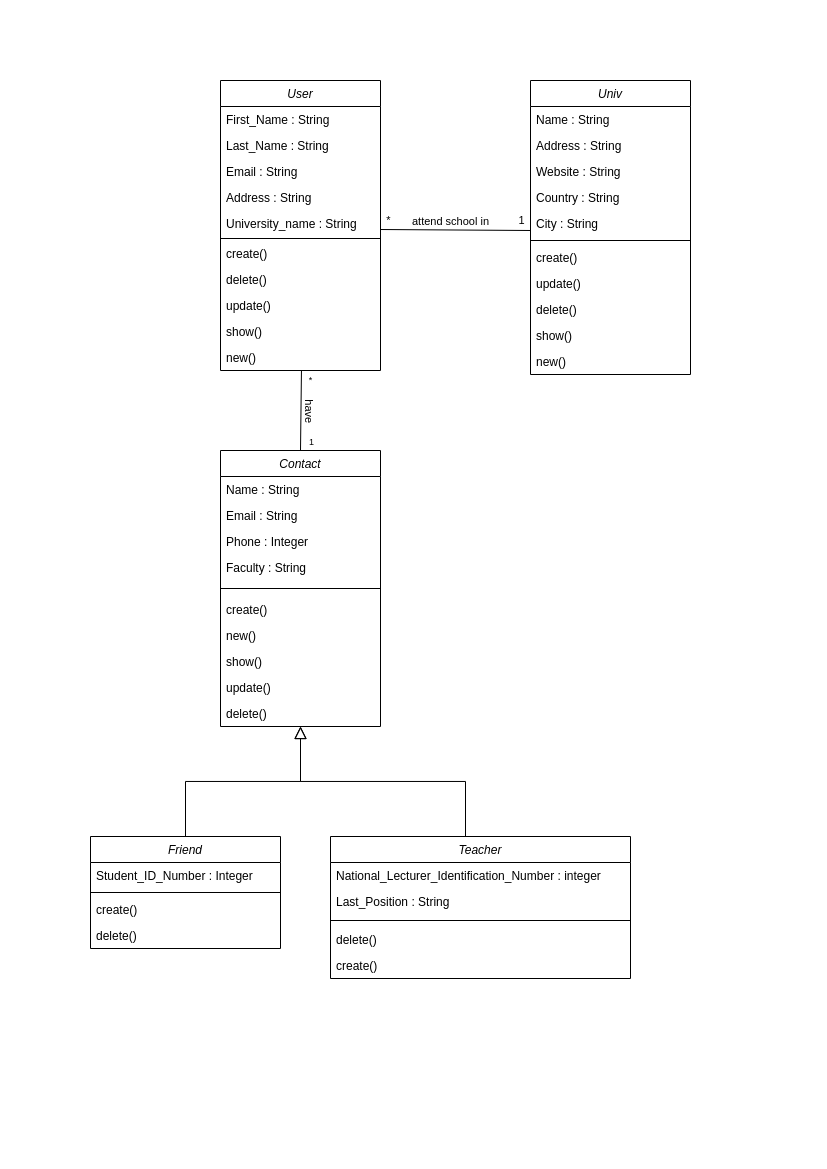 User
First_Name : String
Last_Name : String
Email : String
Address : String
University_name : String
create()
delete()
update()
show()
new()
* attend school in 1
Univ
Name : String
Address : String
Website : String
Country : String
City : String
create()
update()
delete()
show()
new()
*
have
1
Contact
Name : String
Email : String
Phone : Integer
Faculty : String
create()
new()
show()
update()
delete()
Friend
Student_ID_Number : Integer
create()
delete()
Teacher
National_Lecturer_Identification_Number : integer
Last_Position : String
delete()
create()